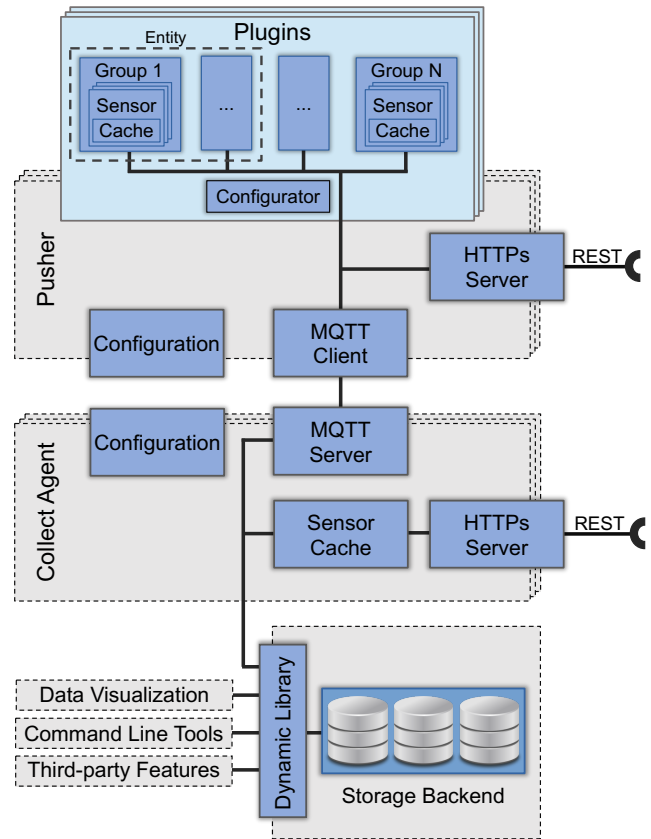 Plugins
Entity
Group 1
Sensor
Cache
...
...
Group N
Sensor
Cache
Configurator
Pusher
HTTPs
Server
REST
Configuration
MQTT
Client
Collect Agent
Configuration
MQTT
Server
Sensor
Cache
HTTPs
Server
REST
Dynamic Library
Data Visualization
Command Line Tools
Third-party Features
Storage Backend